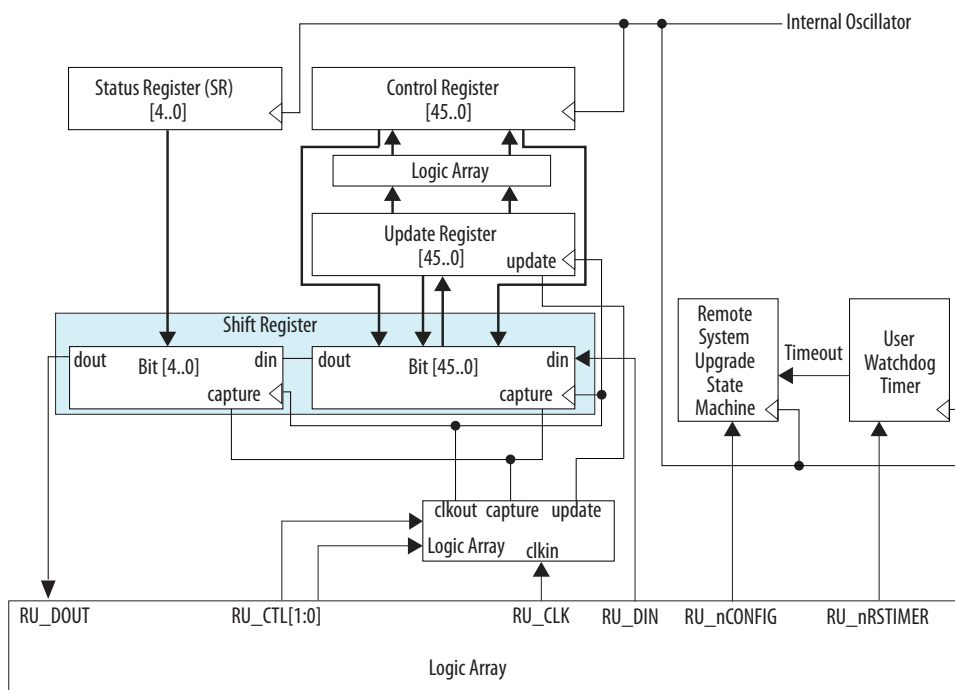 Internal Oscillator
Status Register (SR)
[4..0]
Control Register
[45..0]
Logic Array
Update Register
[45..0]
update
Shift Register
dout
Bit [4..0]
din
capture
dout
Bit [45..0]
din
capture
Remote
System
Upgrade
State
Machine
Timeout
User
Watchdog
Timer
clkout capture update
Logic Array
clkin
RU_DOUT
RU_CTL[1:0]
RU_CLK
RU_DIN
RU_nCONFIG
RU_nRSTIMER
Logic Array